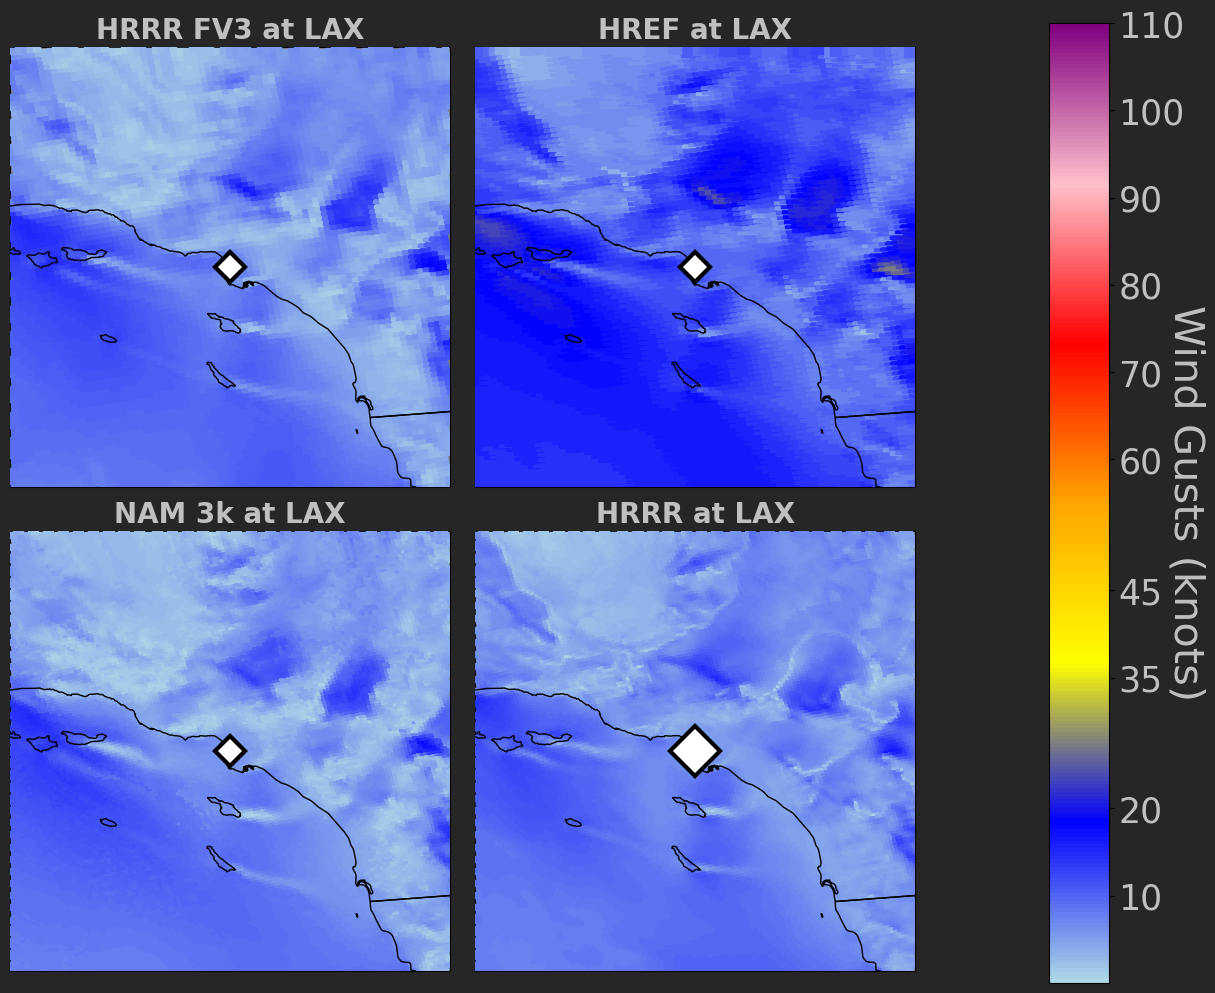 HRRR FV3 at LAX
HREF at LAX
NAM 3k at LAX
HRRR at LAX
110
100
90
80
70
60
45
35
20
10
Wind Gusts (knots)